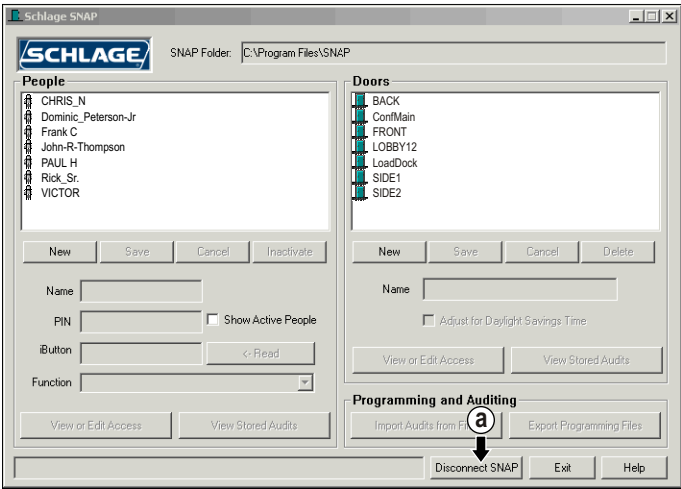 Schlage SNAP
SCHLAGE SNAP Folder: C:\Program Files\SNAP
People
CHRIS_N
Dominic_Peterson-Jr
Frank C
John-R-Thompson
PAUL H
Rick_Sr.
VICTOR
New Save Cancel Inactivate
Name
PIN Show Active People
iButton <- Read
Function
View or Edit Access View Stored Audits
Doors
BACK
ConfMain
FRONT
LOBBY12
LoadDock
SIDE1
SIDE2
New Save Cancel Delete
Name
Adjust for Daylight Savings Time
View or Edit Access View Stored Audits
Programming and Auditing
Import Audits from Export Programming Files
a
Disconnect SNAP Exit Help